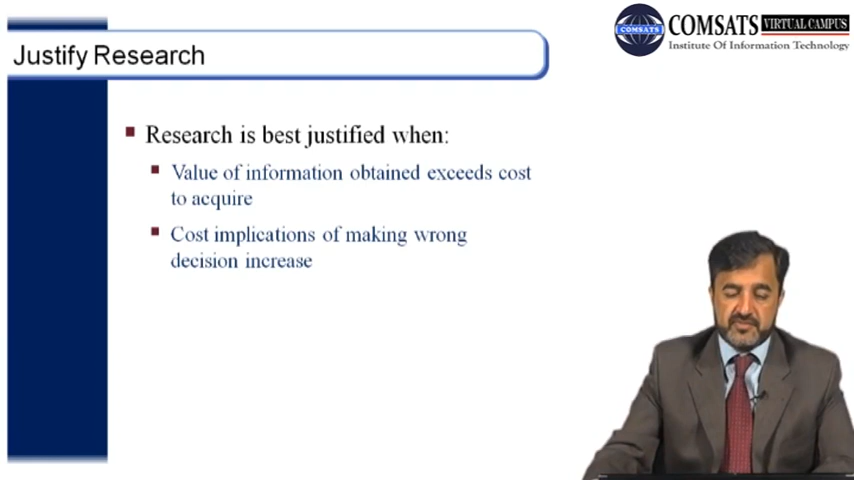 COMSATS
COMSATS VIRTUAL CAMPUS
Institute Of Information Technology
Justify Research
Research is best justified when:
Value of information obtained exceeds cost
to acquire
Cost implications of making wrong
decision increase